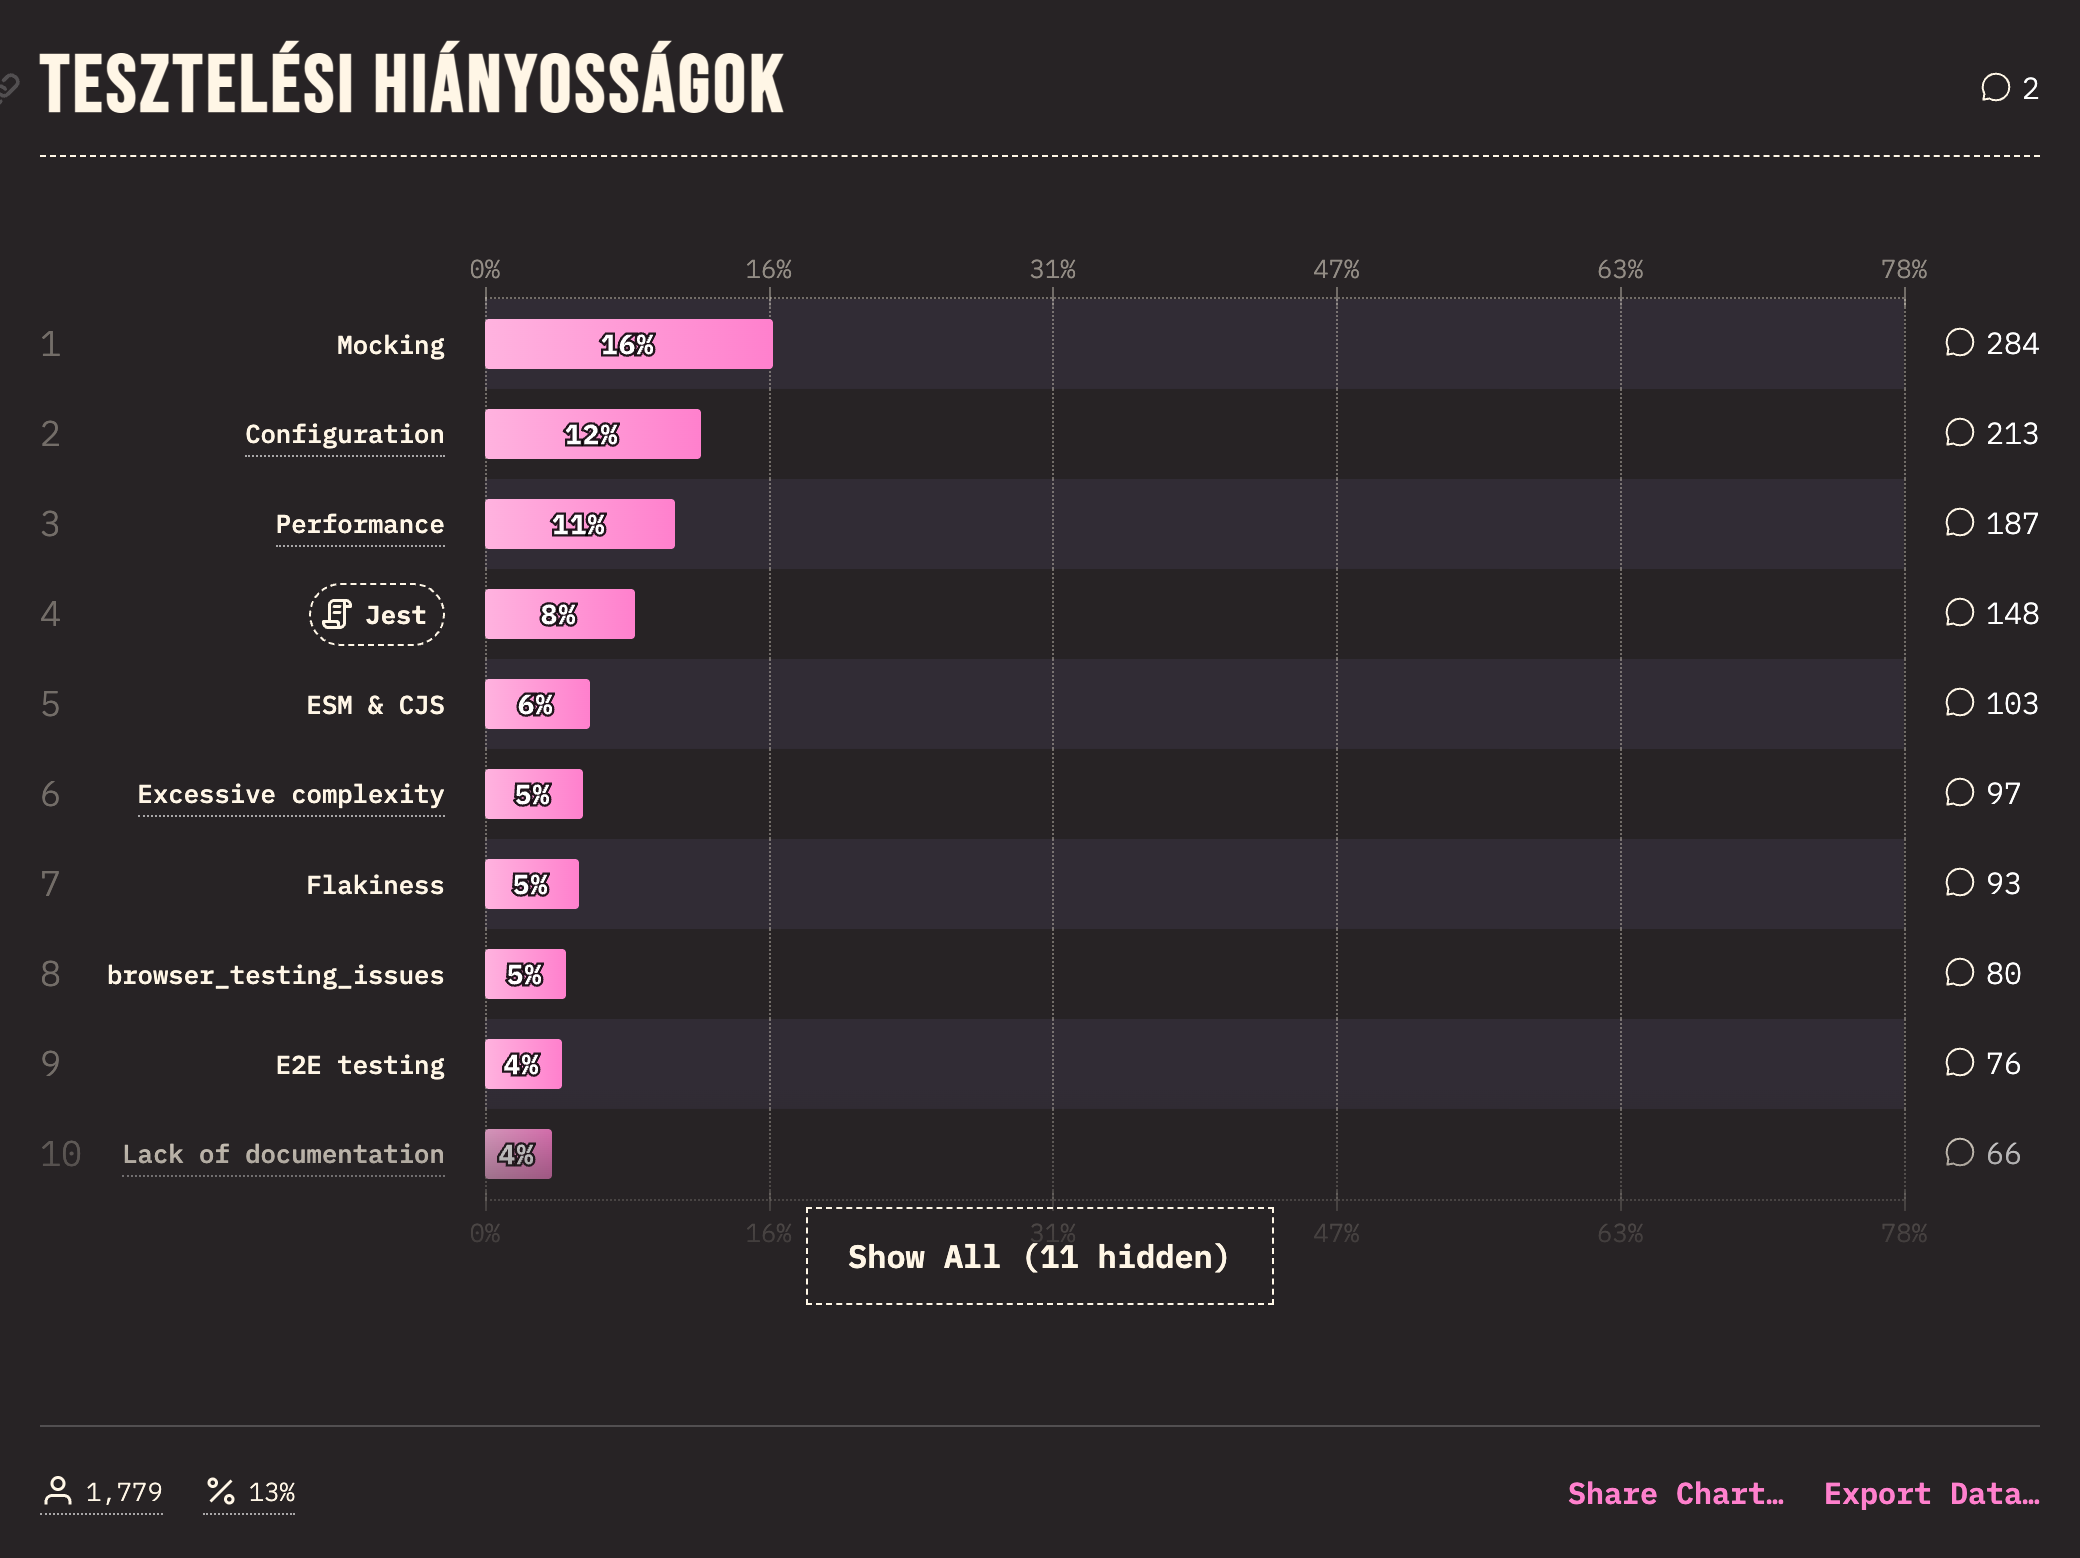 TESZTELÉSI HIÁNYOSSÁGOK
2
0% 16% 31% 47% 63% 78%
1 Mocking 16% 284
2 Configuration 12% 213
3 Performance 11% 187
4 Jest 8% 148
5 ESM & CJS 6% 103
6 Excessive complexity 5% 97
7 Flakiness 5% 93
8 browser_testing_issues 5% 80
9 E2E testing 4% 76
10 Lack of documentation 4% 66
0% 16% 31% 47% 63% 78%
Show All (11 hidden)
1,779 % 13% Share Chart… Export Data…